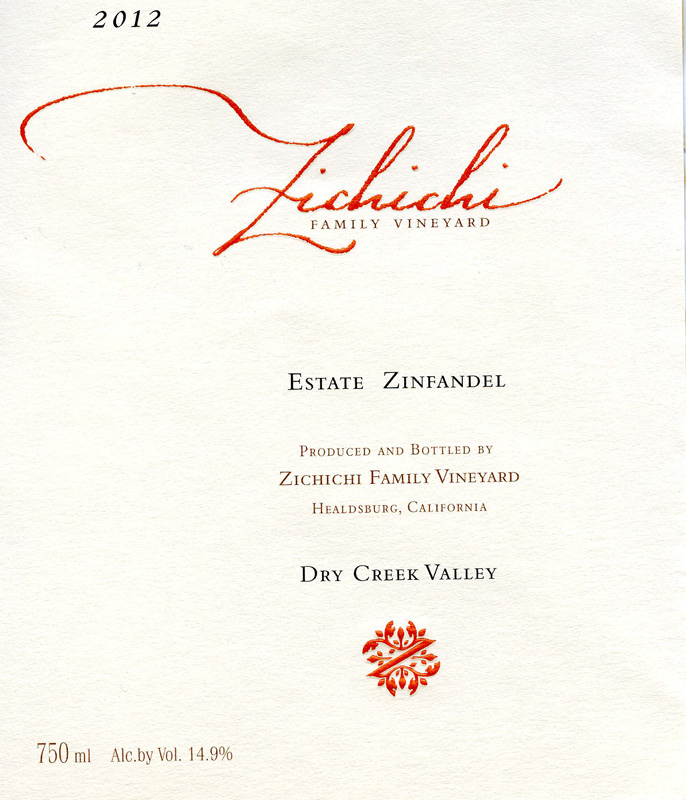 2012
Zichichi
FAMILY VINEYARD
ESTATE ZINFANDEL
PRODUCED AND BOTTLED BY
ZICHICHI FAMILY VINEYARD
HEALDSBURG, CALIFORNIA
DRY CREEK VALLEY
750 ml Alc.by Vol. 14.9%